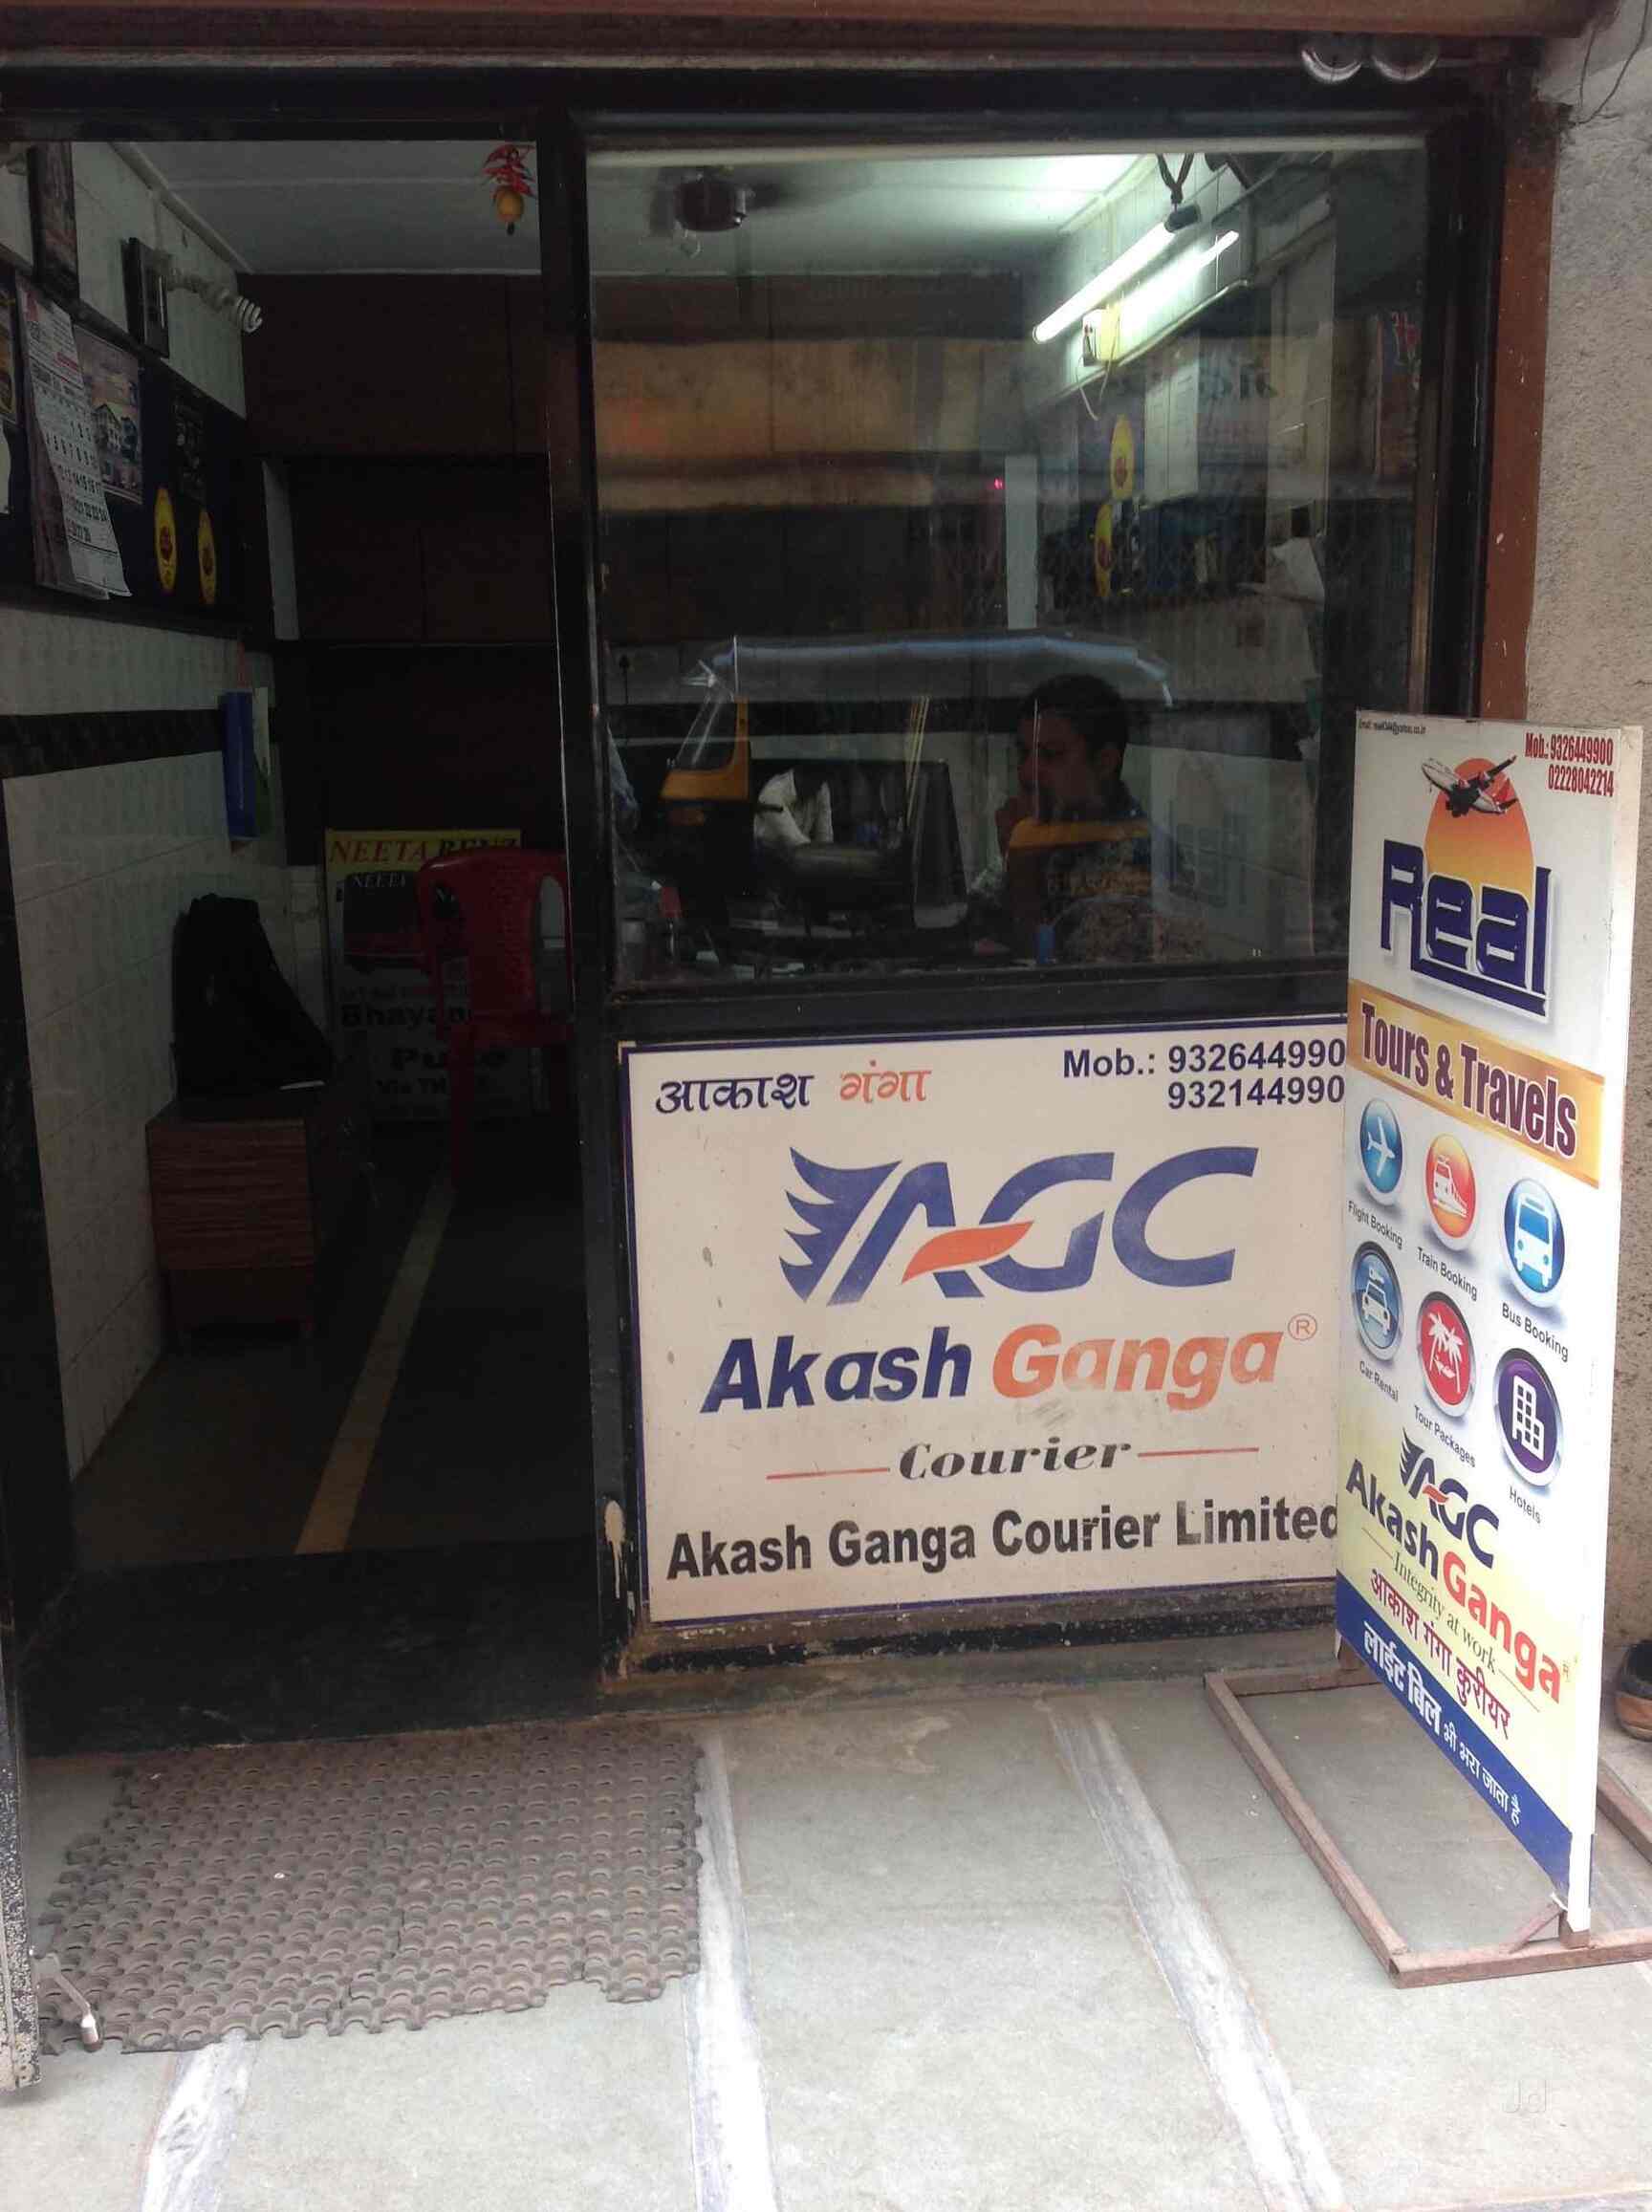 आकाश गंगा
Mob.: 932644990
932144990
AGC
Akash Ganga®
Courier
Akash Ganga Courier Limited
Mob.: 9326449900
02228042214
Real
Tours & Travels
Flight Booking
Train Booking
Bus Booking
Car Rental
Tour Packages
Hotels
AGC
Akash Ganga
Integrity at work
आकाश गंगा कुरीयर
लाईट बिल भी भरा जाता है
NEETA
Jd